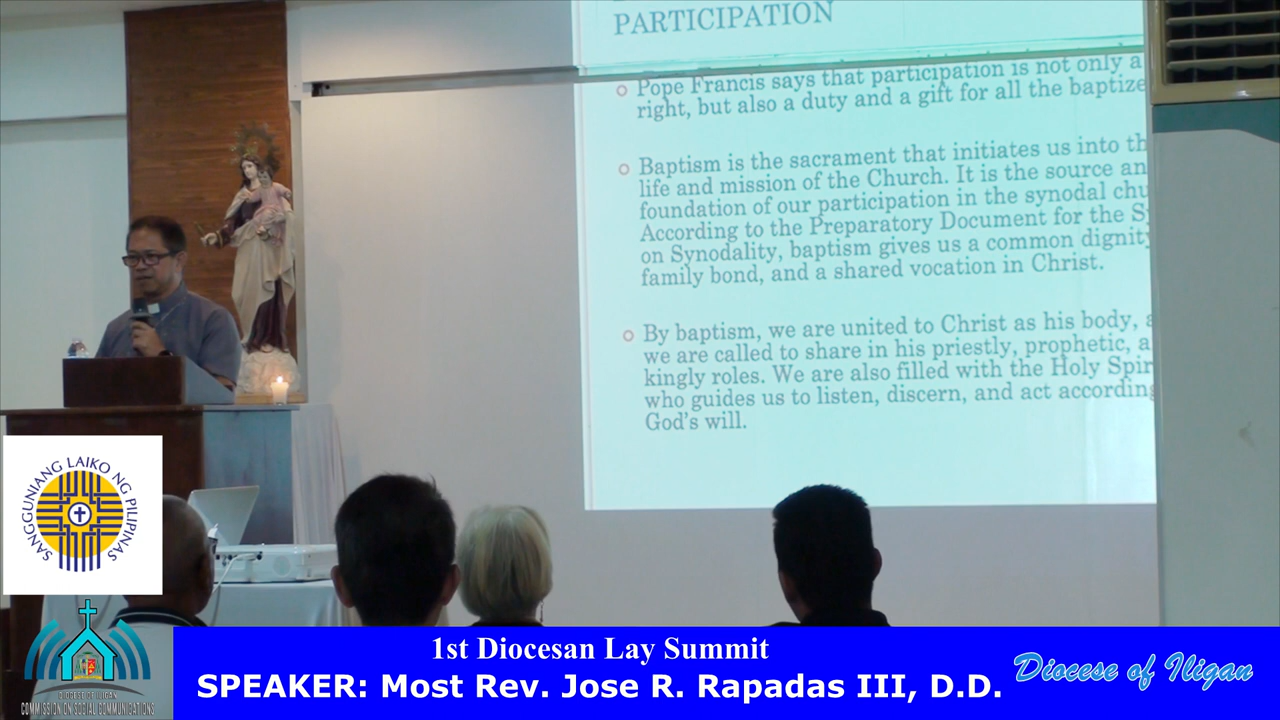 PARTICIPATION
Pope Francis says that participation is not only a
right, but also a duty and a gift for all the baptize
Baptism is the sacrament that initiates us into th
life and mission of the Church. It is the source an
foundation of our participation in the synodal chu
According to the Preparatory Document for the S
on Synodality, baptism gives us a common dignity
family bond, and a shared vocation in Christ.
By baptism, we are united to Christ as his body, a
we are called to share in his priestly, prophetic, a
kingly roles. We are also filled with the Holy Spir
who guides us to listen, discern, and act according
God's will.
SANGGUNIANG LAIKO NG PILIPINAS
DIOCESE OF ILIGAN
COMMISSION ON SOCIAL COMMUNICATIONS
1st Diocesan Lay Summit
SPEAKER: Most Rev. Jose R. Rapadas III, D.D.
Diocese of Iligan